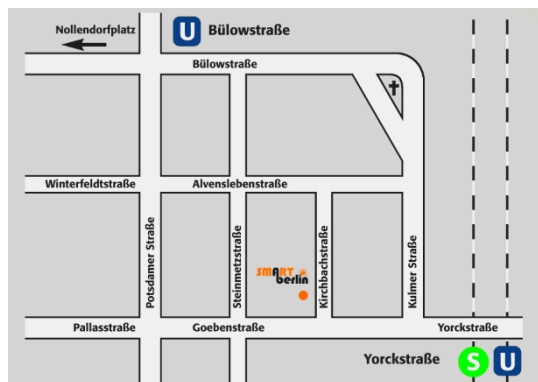 Nollendorfplatz
U Bülowstraße
Bülowstraße
Winterfeldtstraße
Alvenslebenstraße
Potsdamer Straße
Steinmetzstraße
SMART
berlin
Kirchbachstraße
Kulmer Straße
Pallasstraße
Goebenstraße
Yorckstraße
Yorckstraße S U